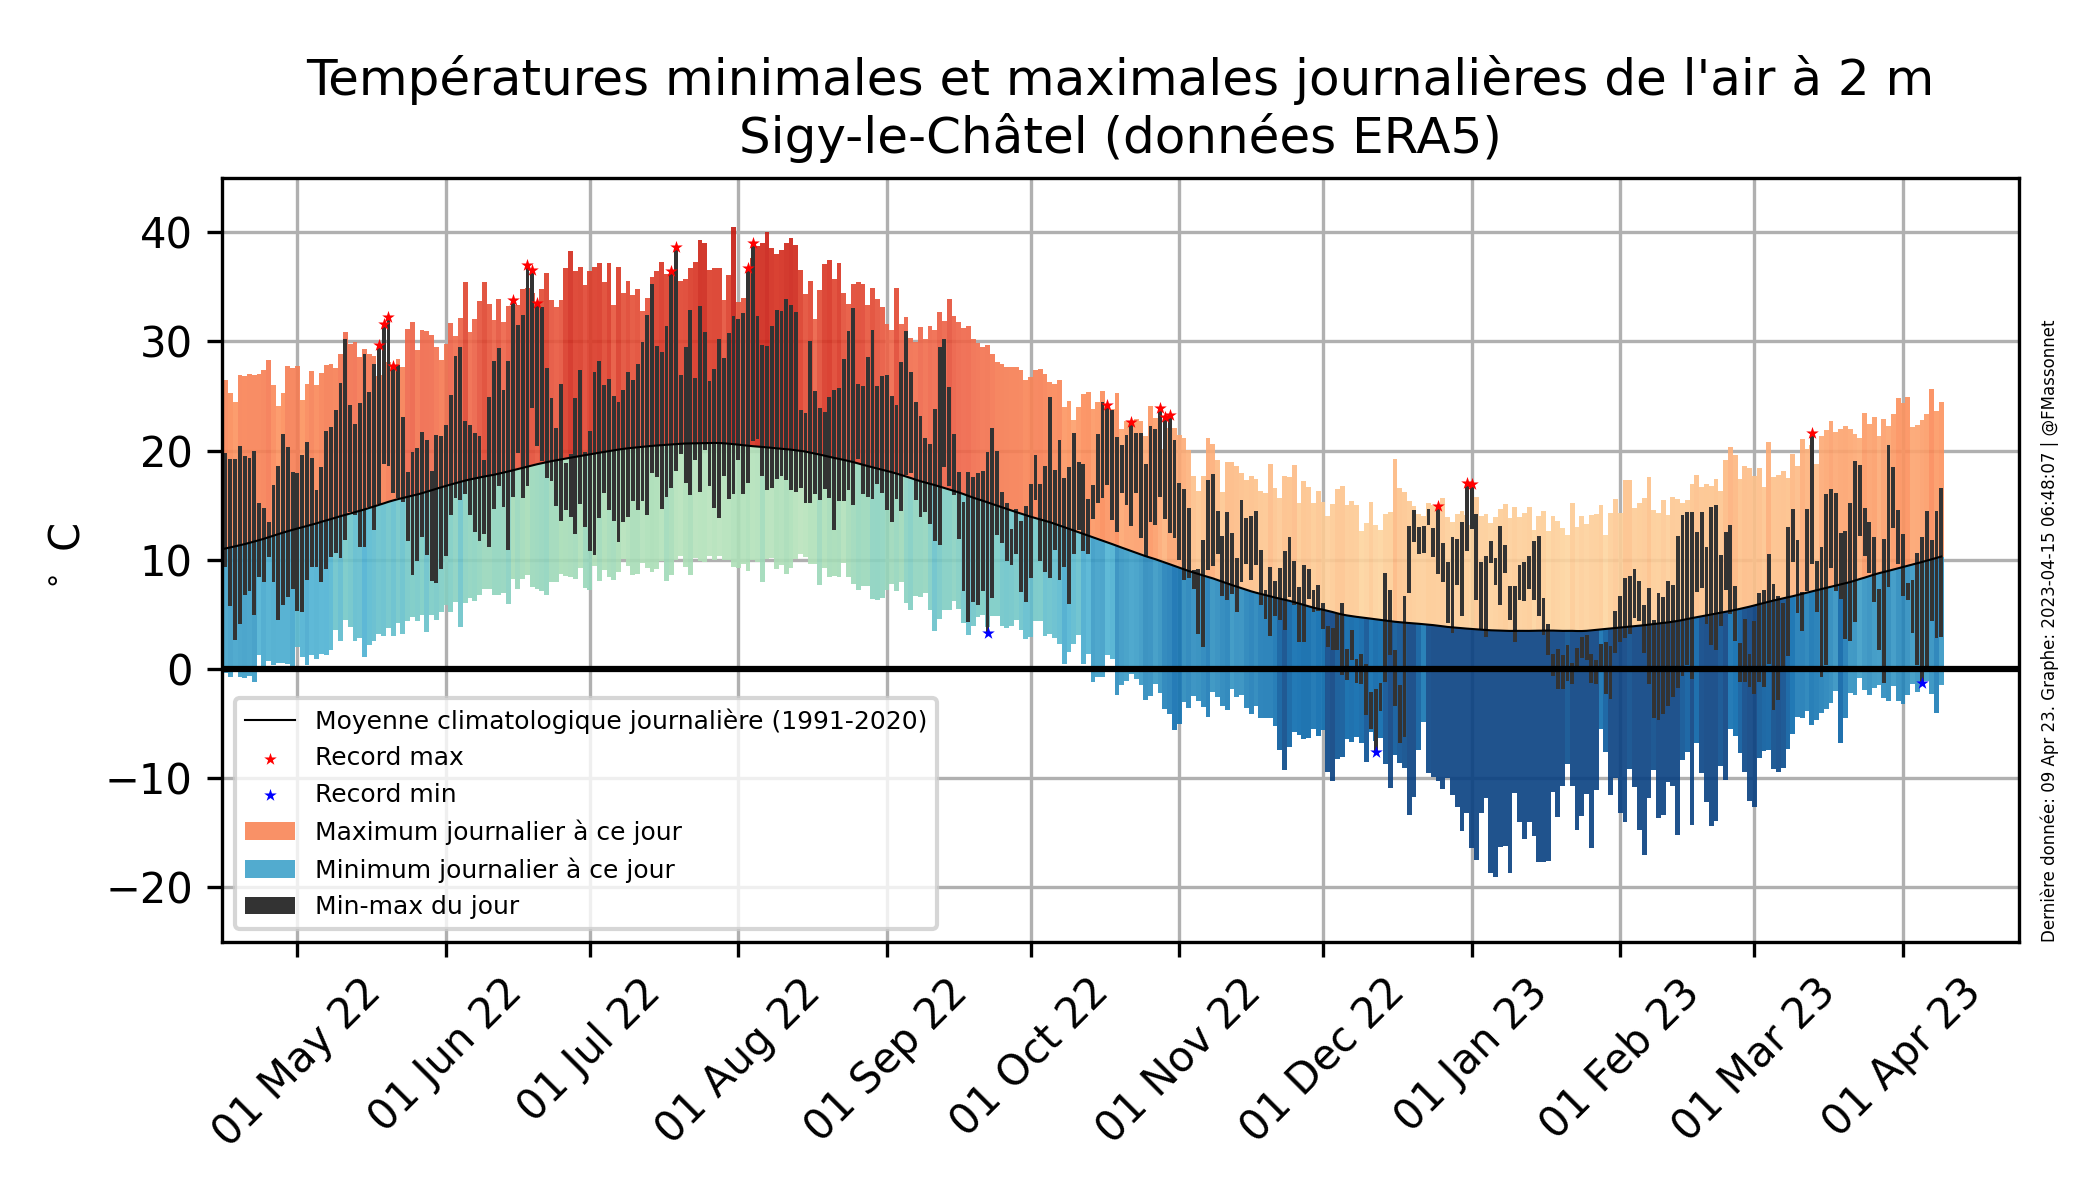 Températures minimales et maximales journalières de l'air à 2 m
Sigy-le-Châtel (données ERA5)
° C
40
30
20
10
0
−10
−20
Moyenne climatologique journalière (1991-2020)
Record max
Record min
Maximum journalier à ce jour
Minimum journalier à ce jour
Min-max du jour
01 May 22
01 Jun 22
01 Jul 22
01 Aug 22
01 Sep 22
01 Oct 22
01 Nov 22
01 Dec 22
01 Jan 23
01 Feb 23
01 Mar 23
01 Apr 23
Dernière donnée: 09 Apr 23. Graphe: 2023-04-15 06:48:07 | @FMassonnet